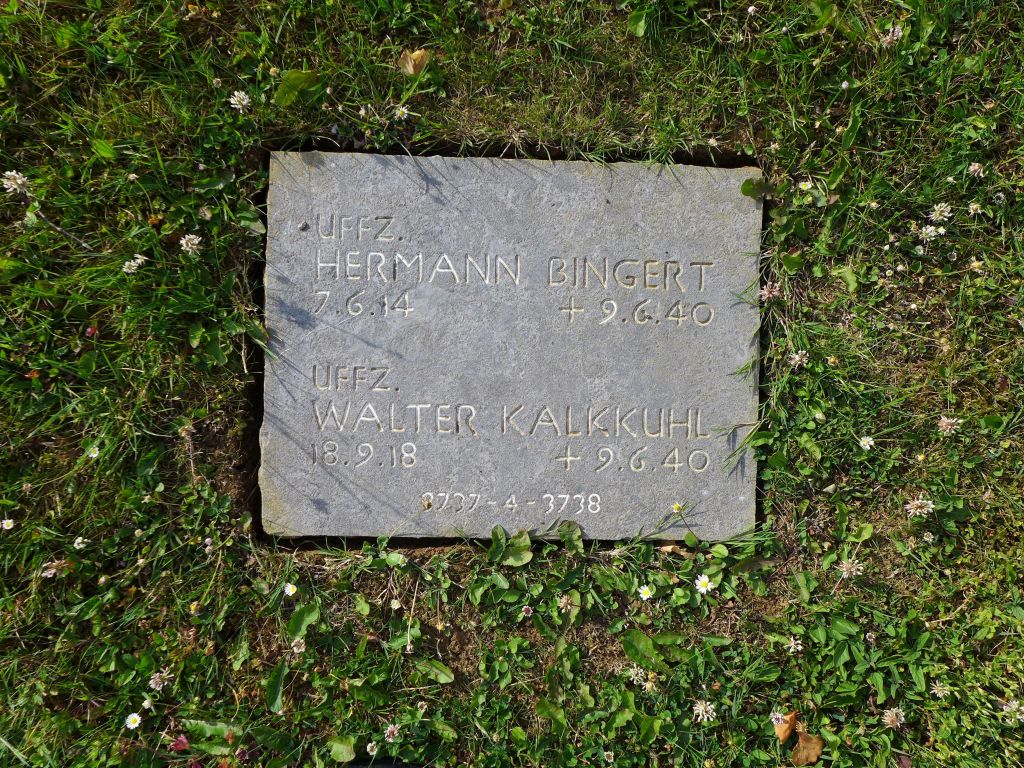 UFFZ.
HERMANN BINGERT
7.6.14 + 9.6.40
UFFZ.
WALTER KALKKUHL
18.9.18 + 9.6.40
3737-4-3738